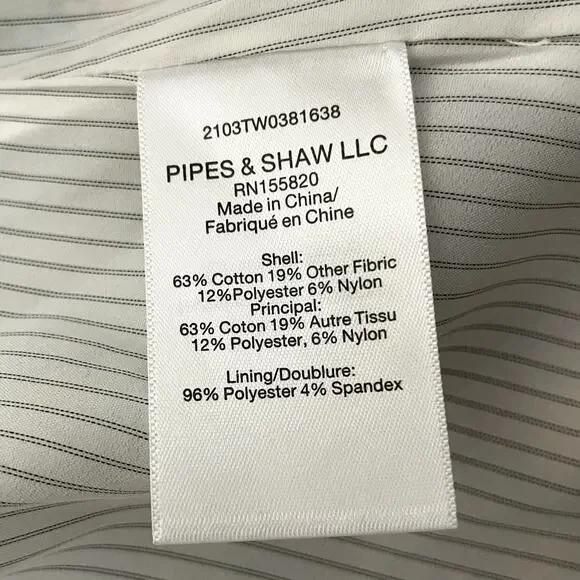 2103TW0381638
PIPES & SHAW LLC
RN155820
Made in China/
Fabriqué en Chine
Shell:
63% Cotton 19% Other Fibric
12%Polyester 6% Nylon
Principal:
63% Coton 19% Autre Tissu
12% Polyester, 6% Nylon
Lining/Doublure:
96% Polyester 4% Spandex